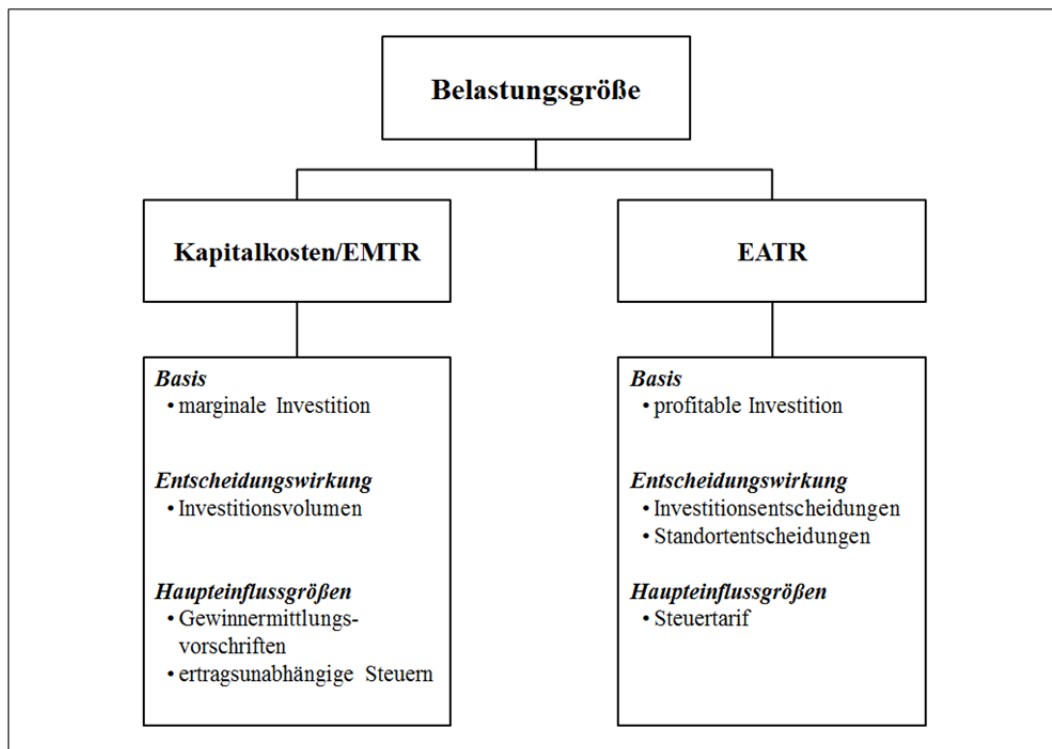 Belastungsgröße
Kapitalkosten/EMTR
EATR
Basis
• marginale Investition
Entscheidungswirkung
• Investitionsvolumen
Haupteinflussgrößen
• Gewinnermittlungs-
vorschriften
• ertragsunabhängige Steuern
Basis
• profitable Investition
Entscheidungswirkung
• Investitionsentscheidungen
• Standortentscheidungen
Haupteinflussgrößen
• Steuertarif